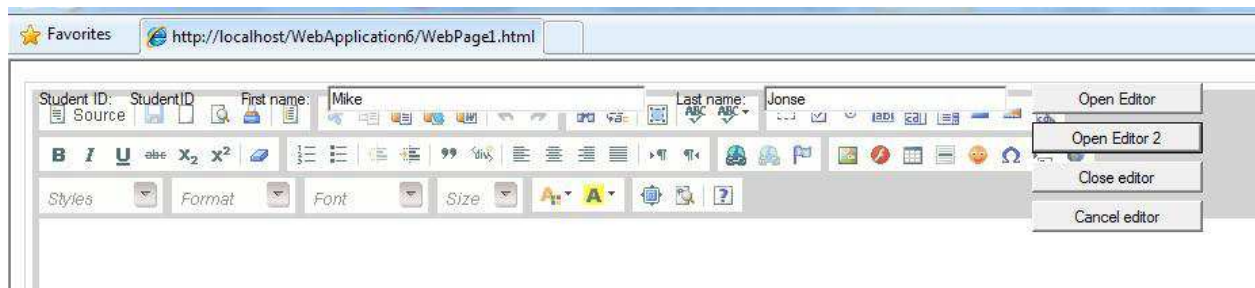 Favorites http://localhost/WebApplication6/WebPage1.html
Student ID: StudentID First name: Mike Last name: Jonse Open Editor
Source
Open Editor 2
B I U abc X₂ X²
Close editor
Styles Format Font Size A A ?
Cancel editor